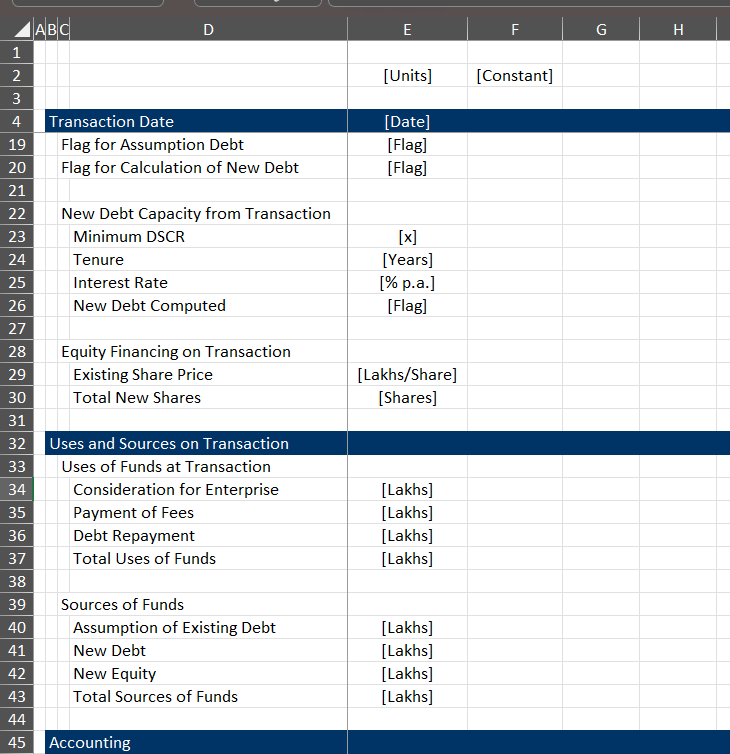 A B C D E F G H
1
2 [Units] [Constant]
3
4 Transaction Date [Date]
19 Flag for Assumption Debt [Flag]
20 Flag for Calculation of New Debt [Flag]
21
22 New Debt Capacity from Transaction
23 Minimum DSCR [x]
24 Tenure [Years]
25 Interest Rate [% p.a.]
26 New Debt Computed [Flag]
27
28 Equity Financing on Transaction
29 Existing Share Price [Lakhs/Share]
30 Total New Shares [Shares]
31
32 Uses and Sources on Transaction
33 Uses of Funds at Transaction
34 Consideration for Enterprise [Lakhs]
35 Payment of Fees [Lakhs]
36 Debt Repayment [Lakhs]
37 Total Uses of Funds [Lakhs]
38
39 Sources of Funds
40 Assumption of Existing Debt [Lakhs]
41 New Debt [Lakhs]
42 New Equity [Lakhs]
43 Total Sources of Funds [Lakhs]
44
45 Accounting